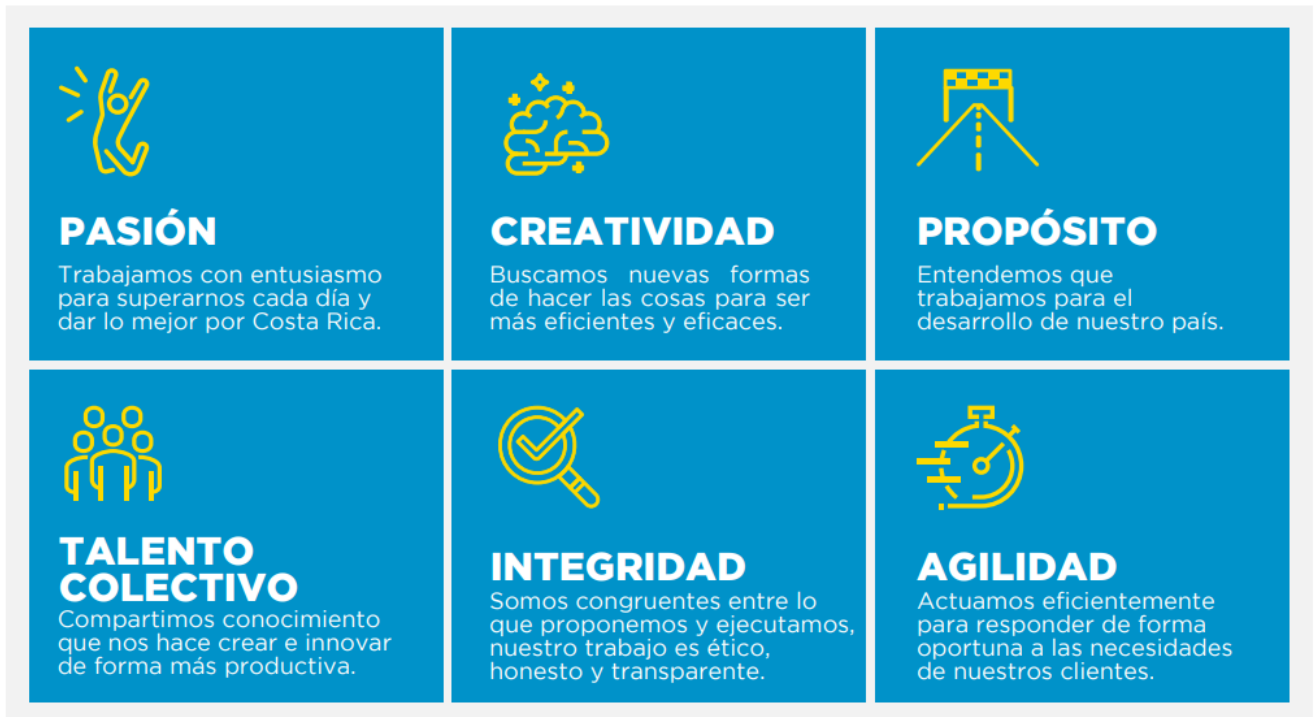 PASIÓN
Trabajamos con entusiasmo
para superarnos cada día y
dar lo mejor por Costa Rica.
CREATIVIDAD
Buscamos nuevas formas
de hacer las cosas para ser
más eficientes y eficaces.
PROPÓSITO
Entendemos que
trabajamos para el
desarrollo de nuestro país.
TALENTO
COLECTIVO
Compartimos conocimiento
que nos hace crear e innovar
de forma más productiva.
INTEGRIDAD
Somos congruentes entre lo
que proponemos y ejecutamos,
nuestro trabajo es ético,
honesto y transparente.
AGILIDAD
Actuamos eficientemente
para responder de forma
oportuna a las necesidades
de nuestros clientes.